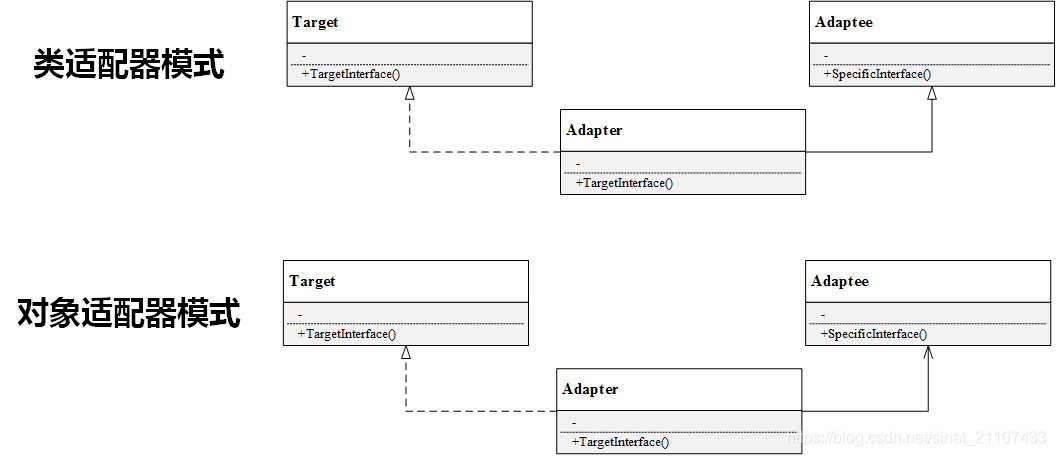 类适配器模式
Target
-
+TargetInterface()
Adaptee
-
+SpecificInterface()
Adapter
-
+TargetInterface()
对象适配器模式
Target
-
+TargetInterface()
Adaptee
-
+SpecificInterface()
Adapter
-
+TargetInterface()
https://blog.csdn.net/sinat_21107433